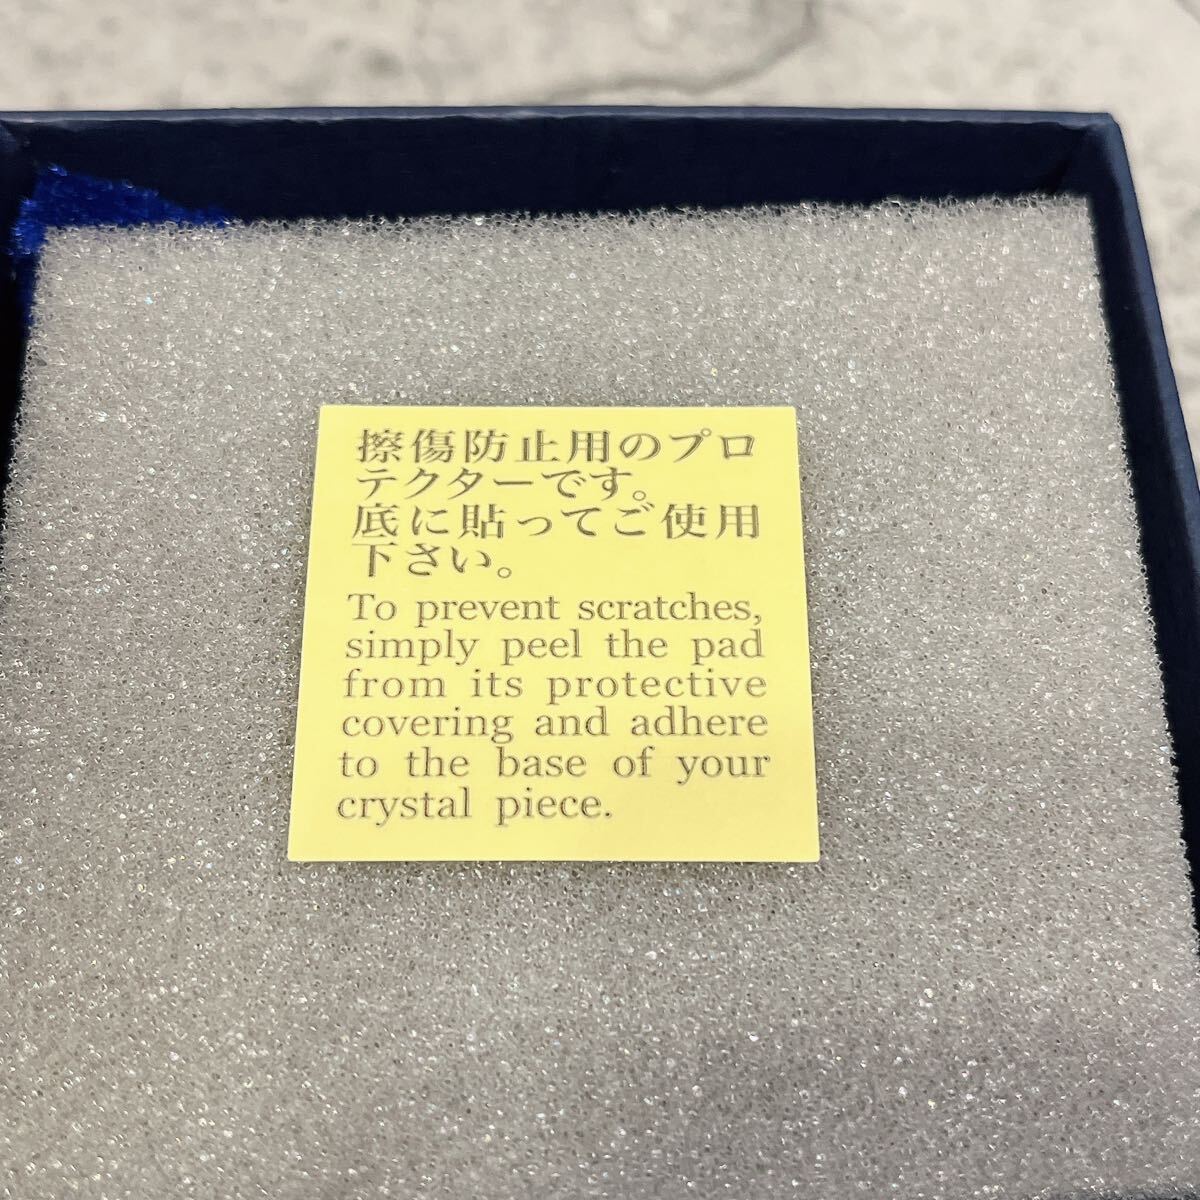 擦傷防止用のプロ
テクターです。
底に貼ってご使用
下さい。
To prevent scratches,
simply peel the pad
from its protective
covering and adhere
to the base of your
crystal piece.